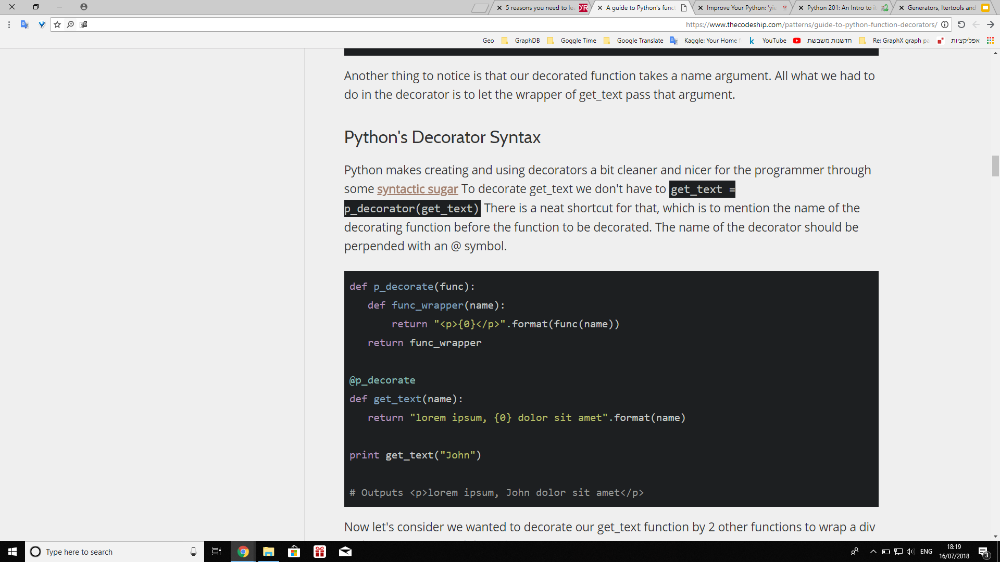 5 reasons you need to le
A guide to Python's funct
Improve Your Python: 'yie
Python 201: An Intro to it
Generators, Itertools and
https://www.thecodeship.com/patterns/guide-to-python-function-decorators/
Geo
GraphDB
Goggle Time
Google Translate
Kaggle: Your Home f
YouTube
חדשנות משבשת
Re: GraphX graph pa
אפליקציות
Another thing to notice is that our decorated function takes a name argument. All what we had to
do in the decorator is to let the wrapper of get_text pass that argument.
Python's Decorator Syntax
Python makes creating and using decorators a bit cleaner and nicer for the programmer through
some syntactic sugar To decorate get_text we don't have to get_text =
p_decorator(get_text) There is a neat shortcut for that, which is to mention the name of the
decorating function before the function to be decorated. The name of the decorator should be
perpended with an @ symbol.
def p_decorate(func):
def func_wrapper(name):
return "<p>{0}</p>".format(func(name))
return func_wrapper
@p_decorate
def get_text(name):
return "lorem ipsum, {0} dolor sit amet".format(name)
print get_text("John")
# Outputs <p>lorem ipsum, John dolor sit amet</p>
Now let's consider we wanted to decorate our get_text function by 2 other functions to wrap a div
Type here to search
ENG
18:19
16/07/2018
3